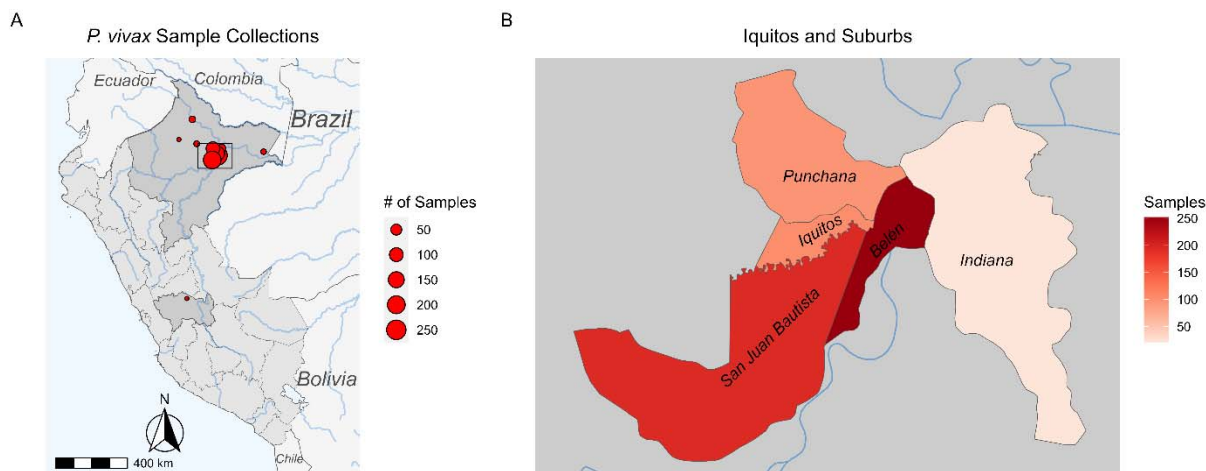 A
P. vivax Sample Collections
Ecuador
Colombia
Brazil
Bolivia
Chile
N
400 km
# of Samples
50
100
150
200
250
B
Iquitos and Suburbs
Punchana
Iquitos
Belen
Indiana
San Juan Bautista
Samples
250
200
150
100
50